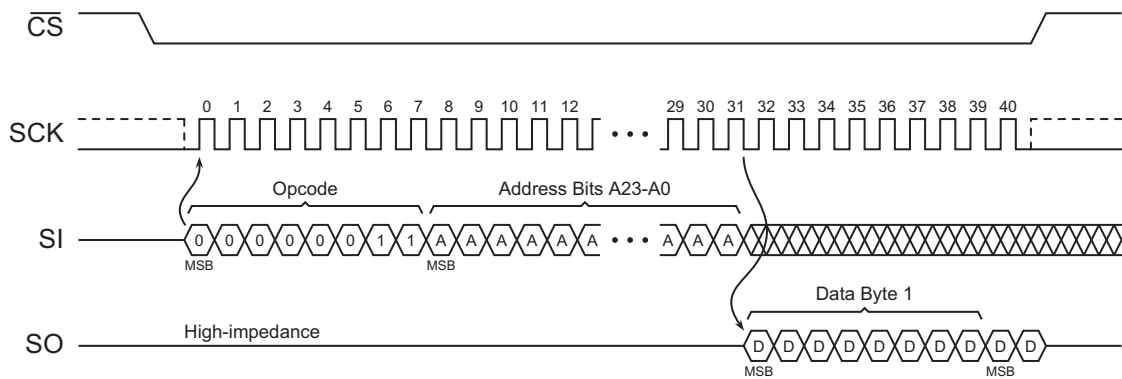 CS
0 1 2 3 4 5 6 7 8 9 10 11 12 29 30 31 32 33 34 35 36 37 38 39 40
SCK
Opcode Address Bits A23-A0
SI 0 0 0 0 0 0 1 1 A A A A A A A A A
MSB MSB
Data Byte 1
High-impedance
SO D D D D D D D D D D
MSB MSB